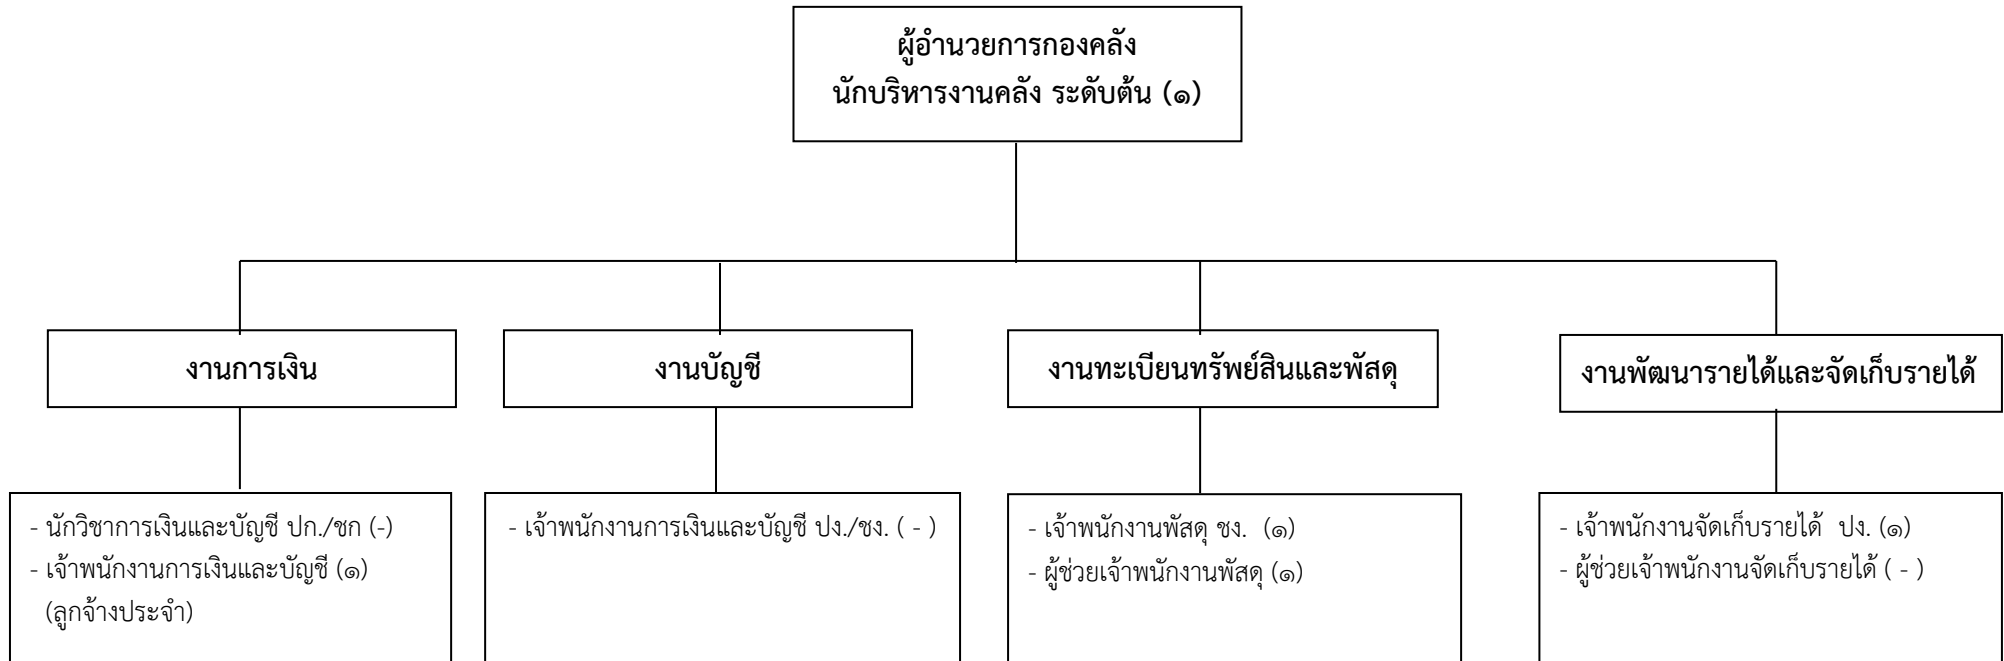 ผู้อำนวยการกองคลัง
นักบริหารงานคลัง ระดับต้น (๑)
งานการเงิน
งานบัญชี
งานทะเบียนทรัพย์สินและพัสดุ
งานพัฒนารายได้และจัดเก็บรายได้
- นักวิชาการเงินและบัญชี ปก./ชก (-)
- เจ้าพนักงานการเงินและบัญชี (๑)
(ลูกจ้างประจำ)
- เจ้าพนักงานการเงินและบัญชี ปง./ชง. ( - )
- เจ้าพนักงานพัสดุ ชง. (๑)
- ผู้ช่วยเจ้าพนักงานพัสดุ (๑)
- เจ้าพนักงานจัดเก็บรายได้ ปง. (๑)
- ผู้ช่วยเจ้าพนักงานจัดเก็บรายได้ ( - )